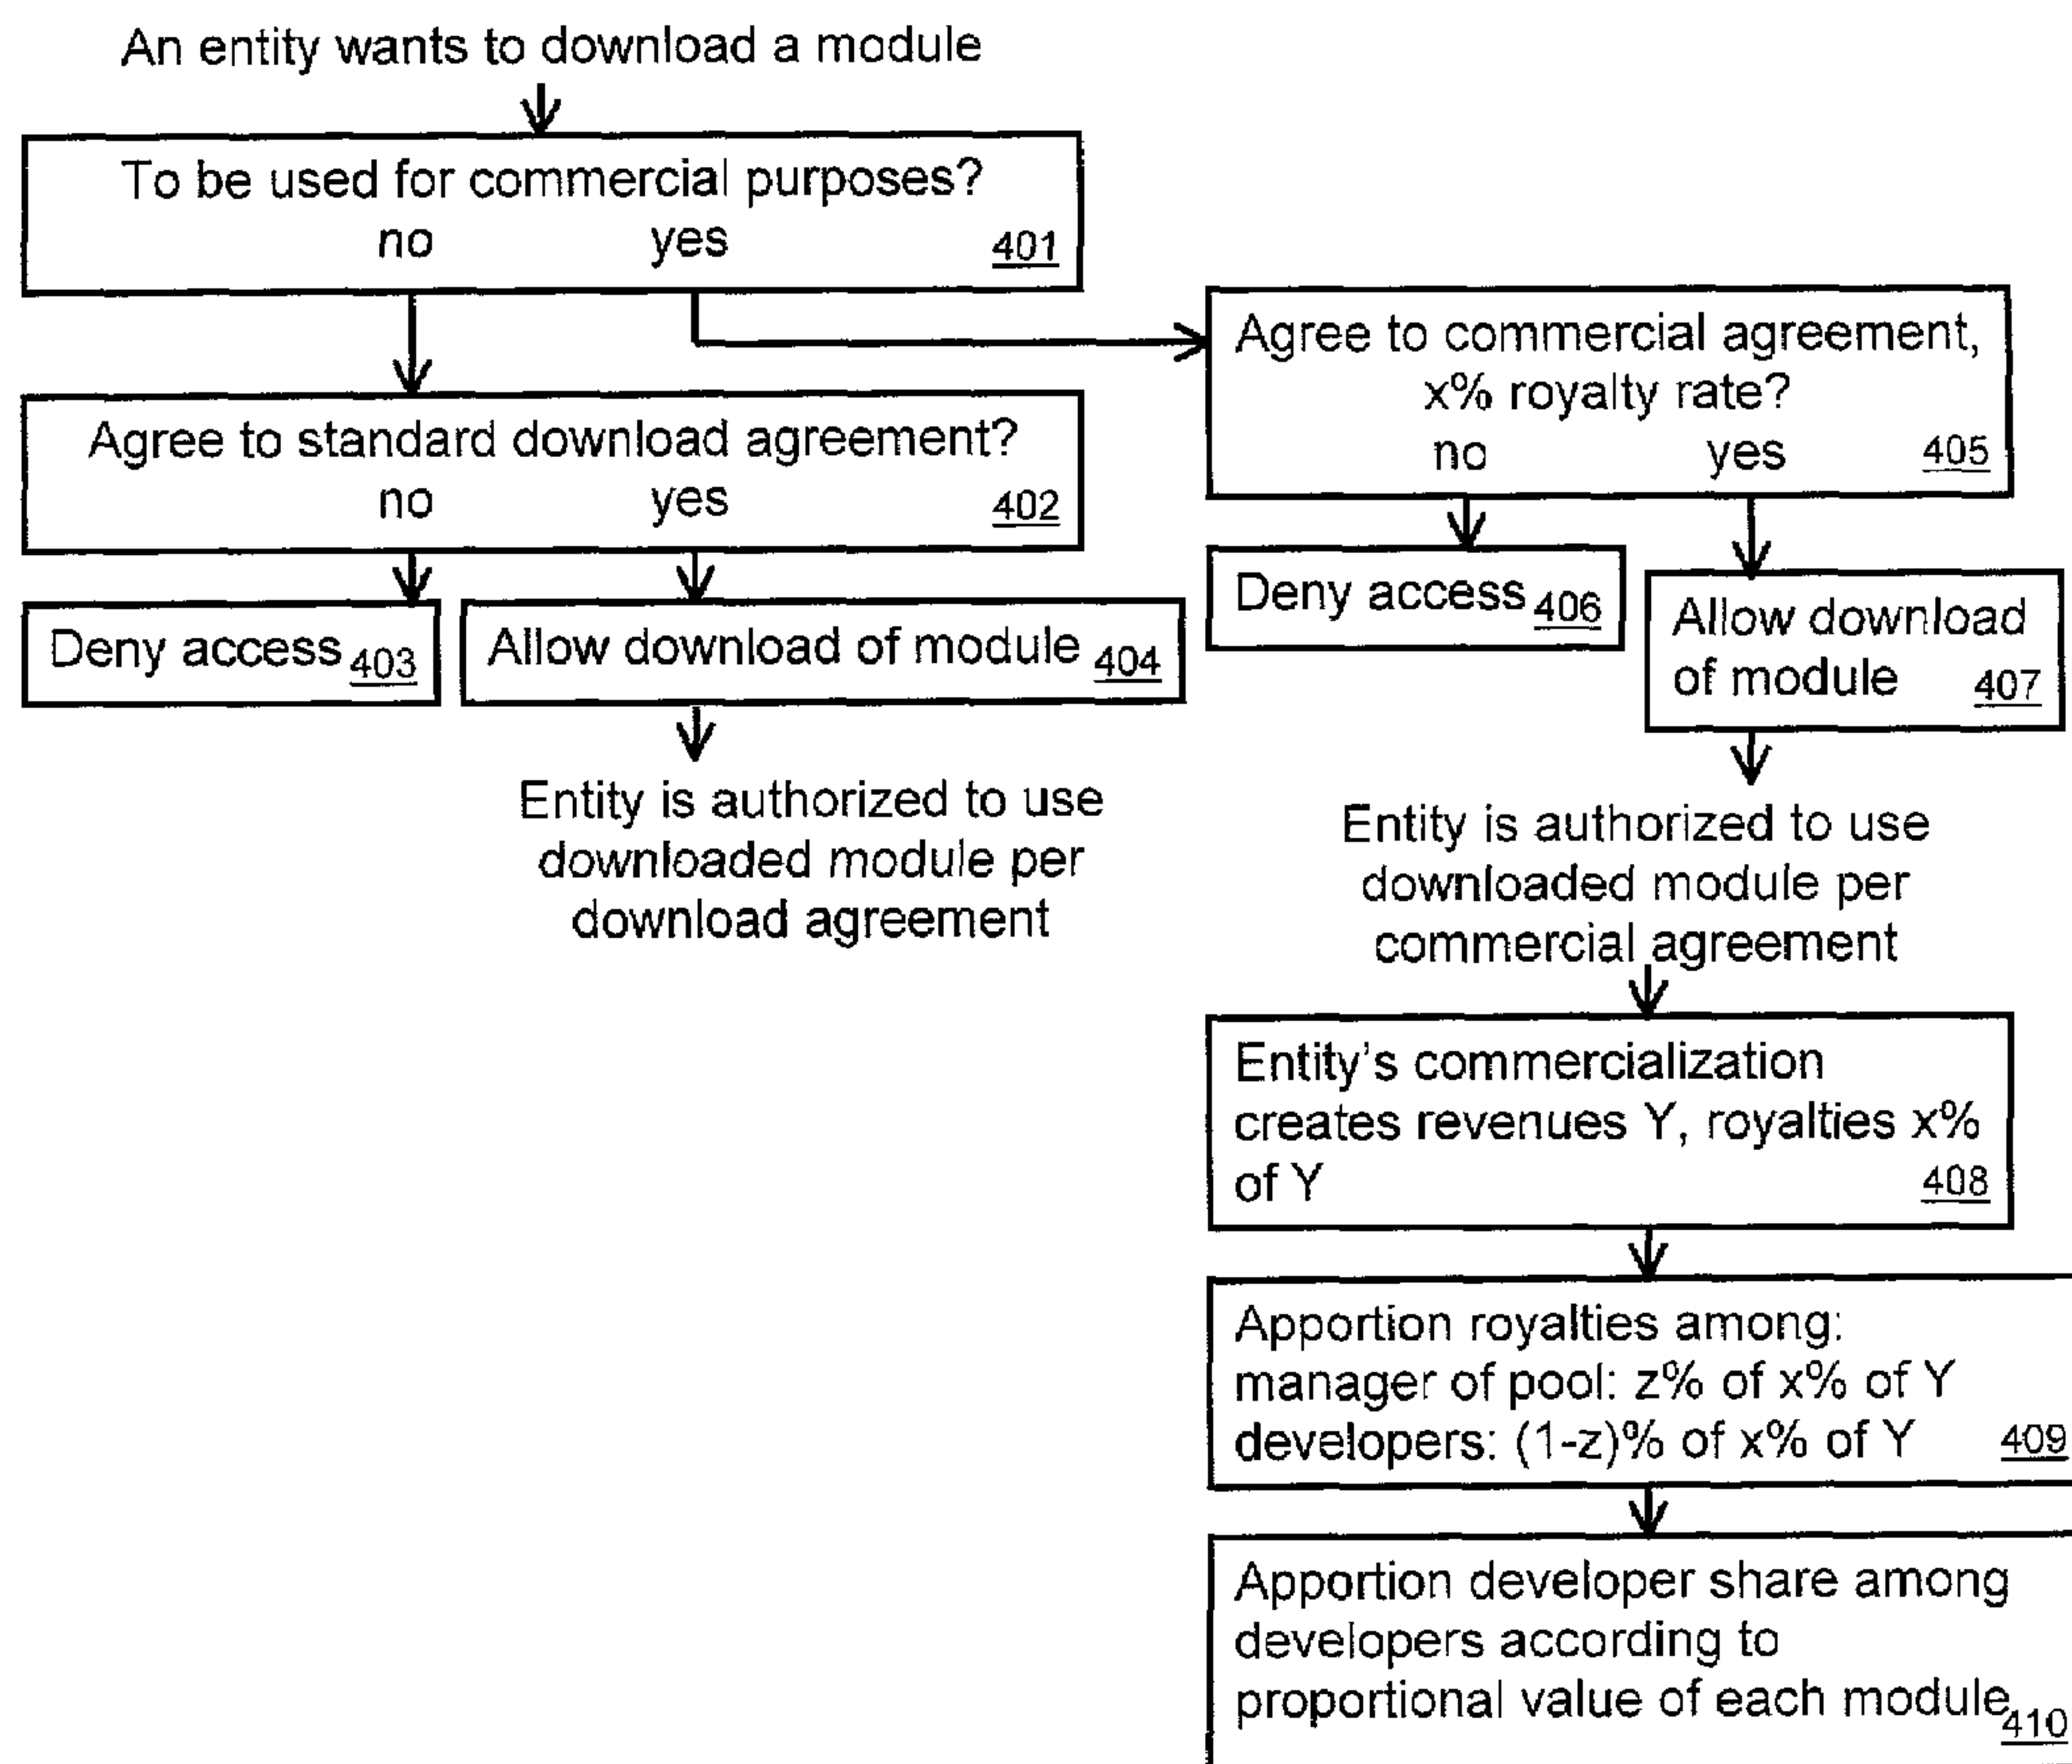 An entity wants to download a module
To be used for commercial purposes?
no yes 401
Agree to standard download agreement?
no yes 402
Deny access 403
Allow download of module 404
Entity is authorized to use
downloaded module per
download agreement
Agree to commercial agreement,
x% royalty rate?
no yes 405
Deny access 406
Allow download
of module 407
Entity is authorized to use
downloaded module per
commercial agreement
Entity's commercialization
creates revenues Y, royalties x%
of Y 408
Apportion royalties among:
manager of pool: z% of x% of Y
developers: (1-z)% of x% of Y 409
Apportion developer share among
developers according to
proportional value of each module 410